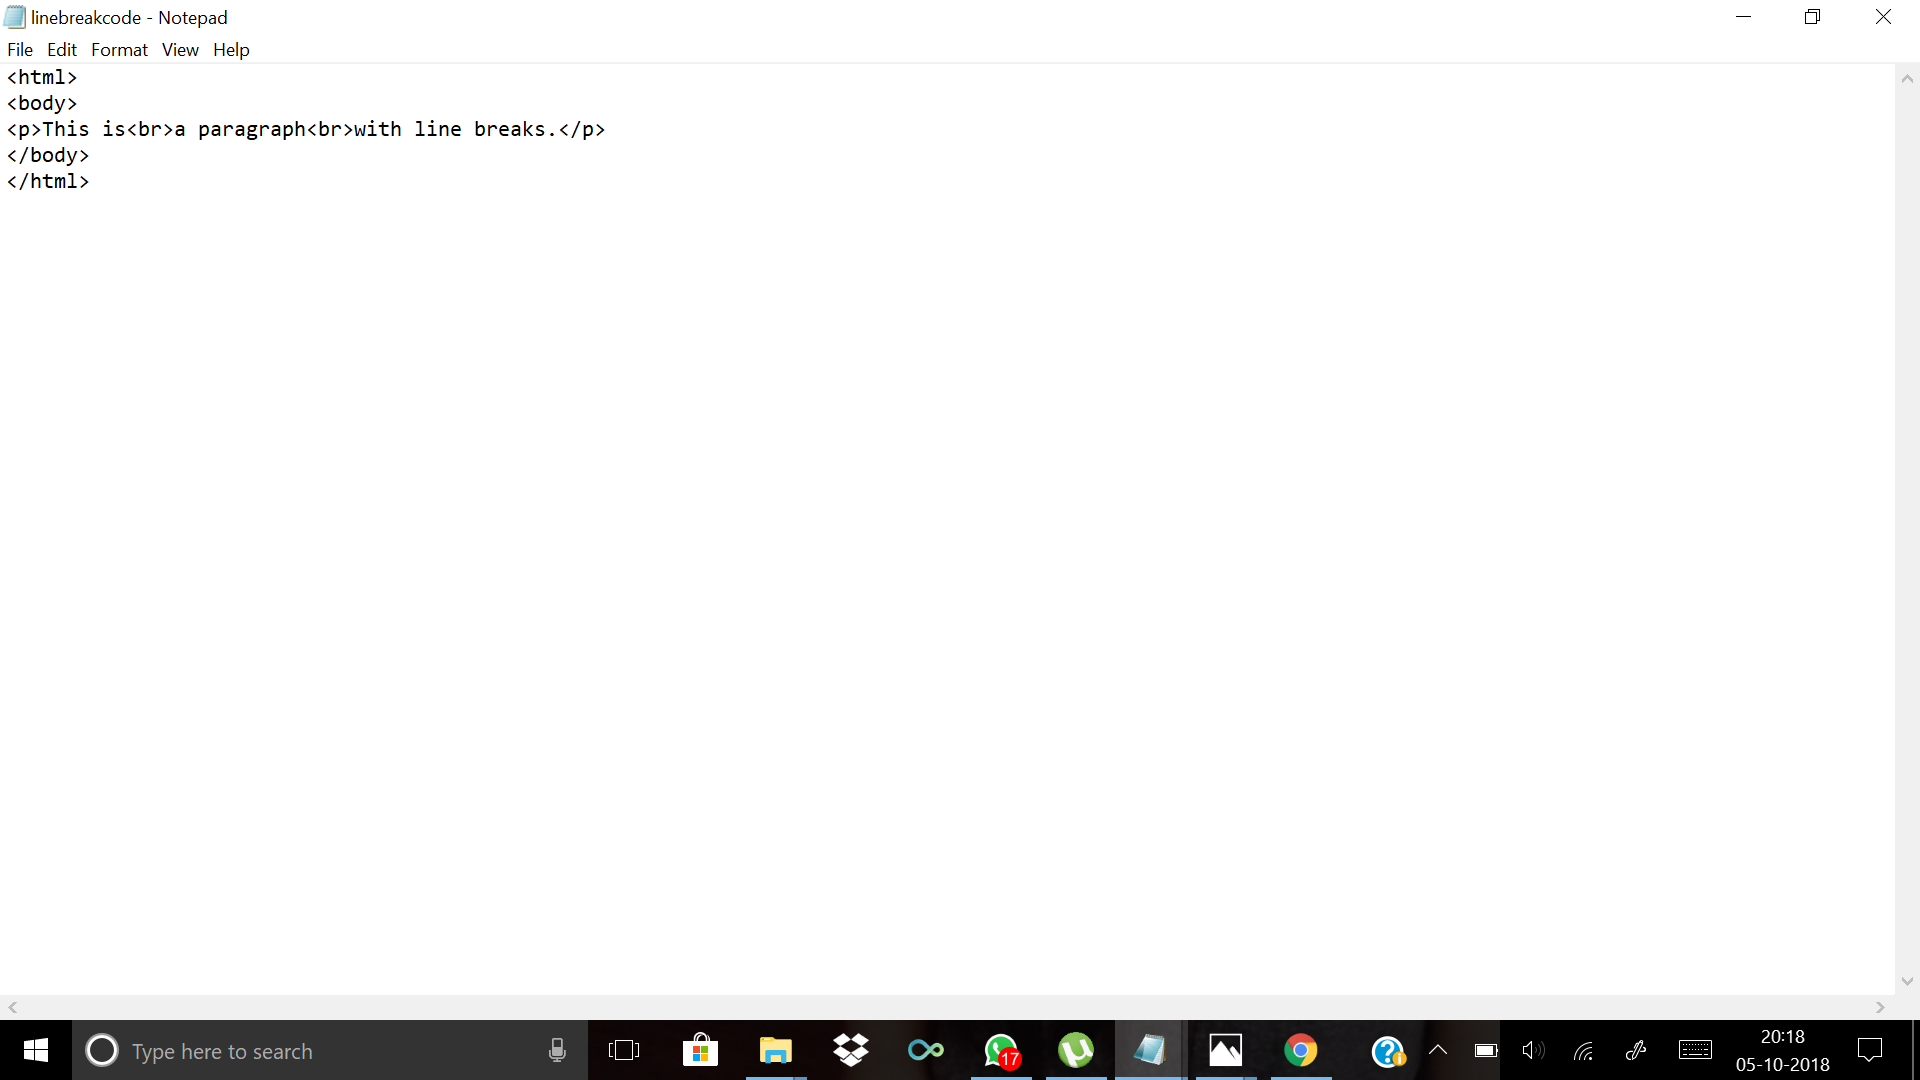 linebreakcode - Notepad
File Edit Format View Help
<html>
<body>
<p>This is<br>a paragraph<br>with line breaks.</p>
</body>
</html>
Type here to search
17
20:18
05-10-2018